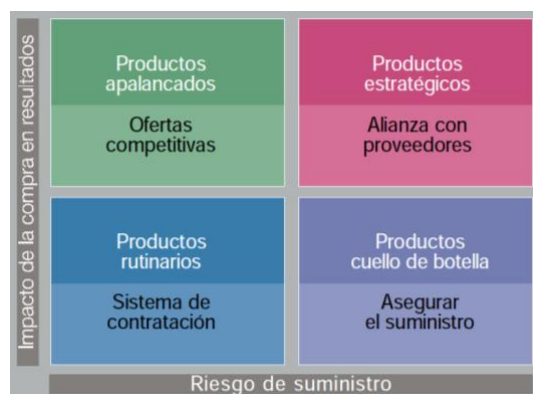 Impacto de la compra en resultados
Productos
apalancados
Ofertas
competitivas
Productos
estratégicos
Alianza con
proveedores
Productos
rutinarios
Sistema de
contratación
Productos
cuello de botella
Asegurar
el suministro
Riesgo de suministro